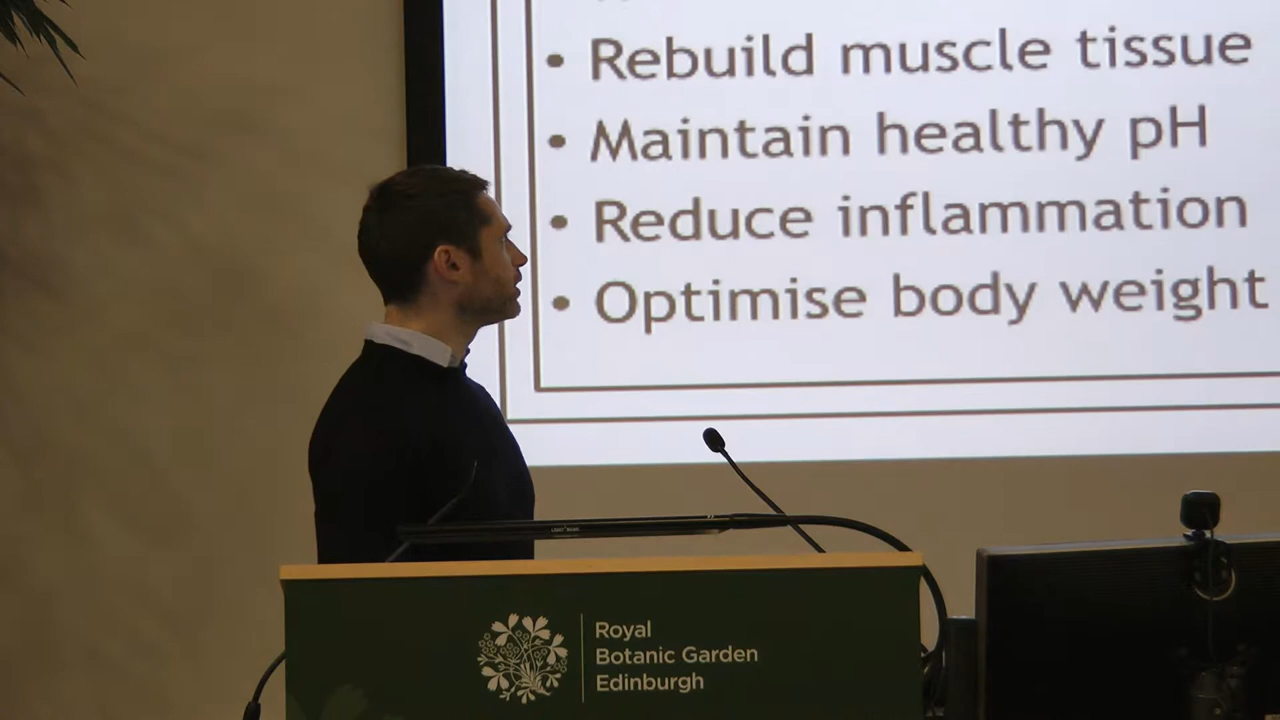 • Rebuild muscle tissue
• Maintain healthy pH
• Reduce inflammation
• Optimise body weight
Royal
Botanic Garden
Edinburgh